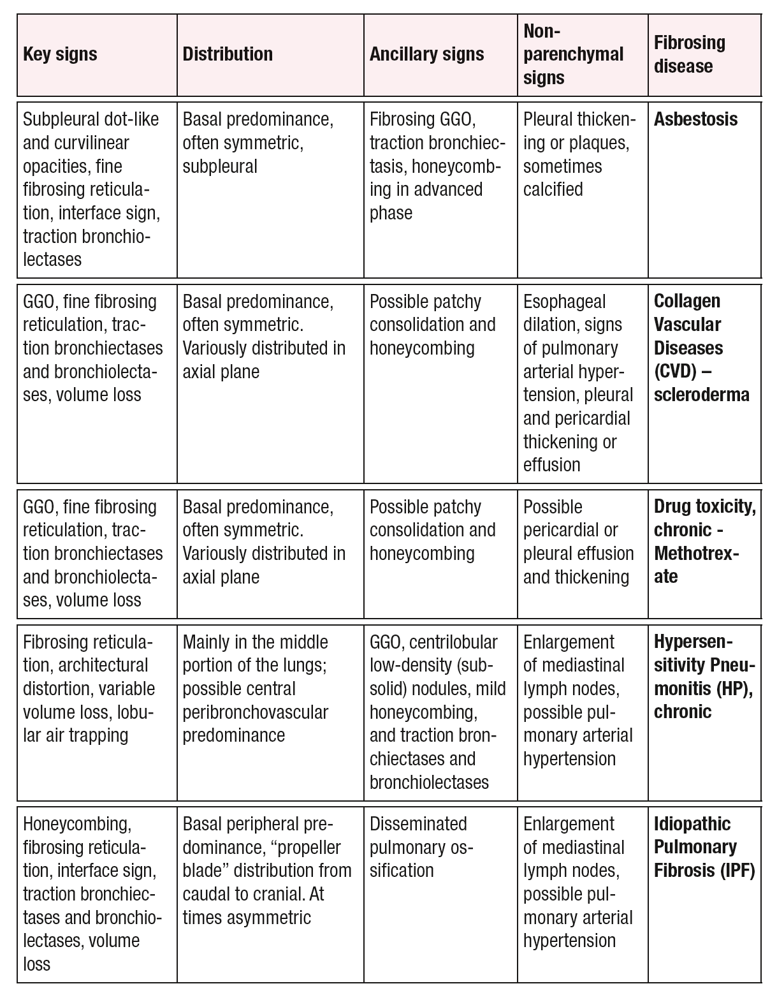 Key signs
Distribution
Ancillary signs
Non-
parenchymal
signs
Fibrosing
disease
Subpleural dot-like
and curvilinear
opacities, fine
fibrosing reticula-
tion, interface sign,
traction bronchio-
lectases
Basal predominance,
often symmetric,
subpleural
Fibrosing GGO,
traction bronchiec-
tasis, honeycomb-
ing in advanced
phase
Pleural thicken-
ing or plaques,
sometimes
calcified
Asbestosis
GGO, fine fibrosing
reticulation, trac-
tion bronchiectases
and bronchiolecta-
ses, volume loss
Basal predominance,
often symmetric.
Variously distributed in
axial plane
Possible patchy
consolidation and
honeycombing
Esophageal
dilation, signs
of pulmonary
arterial hyper-
tension, pleural
and pericardial
thickening or
effusion
Collagen
Vascular
Diseases
(CVD) –
scleroderma
GGO, fine fibrosing
reticulation, trac-
tion bronchiectases
and bronchiolecta-
ses, volume loss
Basal predominance,
often symmetric.
Variously distributed in
axial plane
Possible patchy
consolidation and
honeycombing
Possible
pericardial or
pleural effusion
and thickening
Drug toxicity,
chronic -
Methotrex-
ate
Fibrosing reticula-
tion, architectural
distortion, variable
volume loss, lobu-
lar air trapping
Mainly in the middle
portion of the lungs;
possible central
peribronchovascular
predominance
GGO, centrilobular
low-density (sub-
solid) nodules, mild
honeycombing,
and traction bron-
chiectases and
bronchiolectases
Enlargement
of mediastinal
lymph nodes,
possible pul-
monary arterial
hypertension
Hypersen-
sitivity Pneu-
monitis (HP),
chronic
Honeycombing,
fibrosing reticula-
tion, interface sign,
traction bronchiec-
tases and bronchio-
lectases, volume
loss
Basal peripheral pre-
dominance, “propeller
blade” distribution from
caudal to cranial. At
times asymmetric
Disseminated
pulmonary os-
sification
Enlargement
of mediastinal
lymph nodes,
possible pul-
monary arterial
hypertension
Idiopathic
Pulmonary
Fibrosis (IPF)